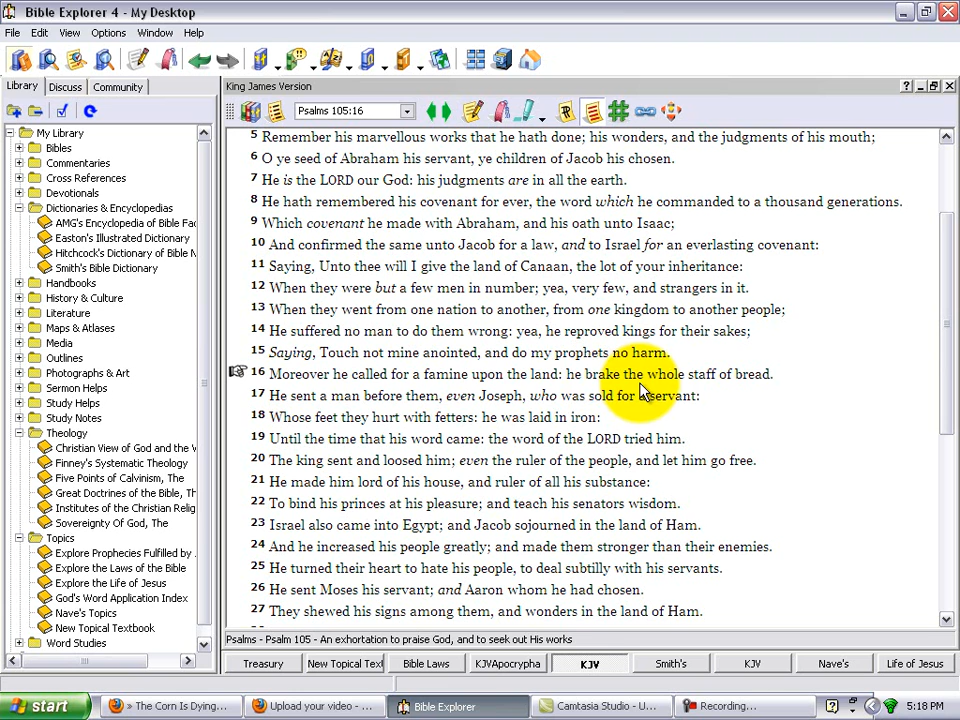 Bible Explorer 4 - My Desktop
File Edit View Options Window Help
Library Discuss Community
King James Version
Psalms 105:16
My Library
Bibles
Commentaries
Cross References
Devotionals
Dictionaries & Encyclopedias
AMG's Encyclopedia of Bible Fac
Easton's Illustrated Dictionary
Hitchcock's Dictionary of Bible N
Smith's Bible Dictionary
Handbooks
History & Culture
Literature
Maps & Atlases
Media
Outlines
Photographs & Art
Sermon Helps
Study Helps
Study Notes
Theology
Christian View of God and the W
Finney's Systematic Theology
Five Points of Calvinism, The
Great Doctrines of the Bible, Th
Institutes of the Christian Relig
Sovereignty Of God, The
Topics
Explore Prophecies Fulfilled by
Explore the Laws of the Bible
Explore the Life of Jesus
God's Word Application Index
Nave's Topics
New Topical Textbook
Word Studies
5 Remember his marvellous works that he hath done; his wonders, and the judgments of his mouth;
6 O ye seed of Abraham his servant, ye children of Jacob his chosen.
7 He is the LORD our God: his judgments are in all the earth.
8 He hath remembered his covenant for ever, the word which he commanded to a thousand generations.
9 Which covenant he made with Abraham, and his oath unto Isaac;
10 And confirmed the same unto Jacob for a law, and to Israel for an everlasting covenant:
11 Saying, Unto thee will I give the land of Canaan, the lot of your inheritance:
12 When they were but a few men in number; yea, very few, and strangers in it.
13 When they went from one nation to another, from one kingdom to another people;
14 He suffered no man to do them wrong: yea, he reproved kings for their sakes;
15 Saying, Touch not mine anointed, and do my prophets no harm.
16 Moreover he called for a famine upon the land: he brake the whole staff of bread.
17 He sent a man before them, even Joseph, who was sold for a servant:
18 Whose feet they hurt with fetters: he was laid in iron:
19 Until the time that his word came: the word of the LORD tried him.
20 The king sent and loosed him; even the ruler of the people, and let him go free.
21 He made him lord of his house, and ruler of all his substance:
22 To bind his princes at his pleasure; and teach his senators wisdom.
23 Israel also came into Egypt; and Jacob sojourned in the land of Ham.
24 And he increased his people greatly; and made them stronger than their enemies.
25 He turned their heart to hate his people, to deal subtilly with his servants.
26 He sent Moses his servant; and Aaron whom he had chosen.
27 They shewed his signs among them, and wonders in the land of Ham.
Psalms - Psalm 105 - An exhortation to praise God, and to seek out His works
Treasury New Topical Text KJVApocrypha KJV Smith's KJV Nave's Life of Jesus
start » The Corn Is Dying... Upload your video - ... Bible Explorer Camtasia Studio - U... Recording... 5:18 PM